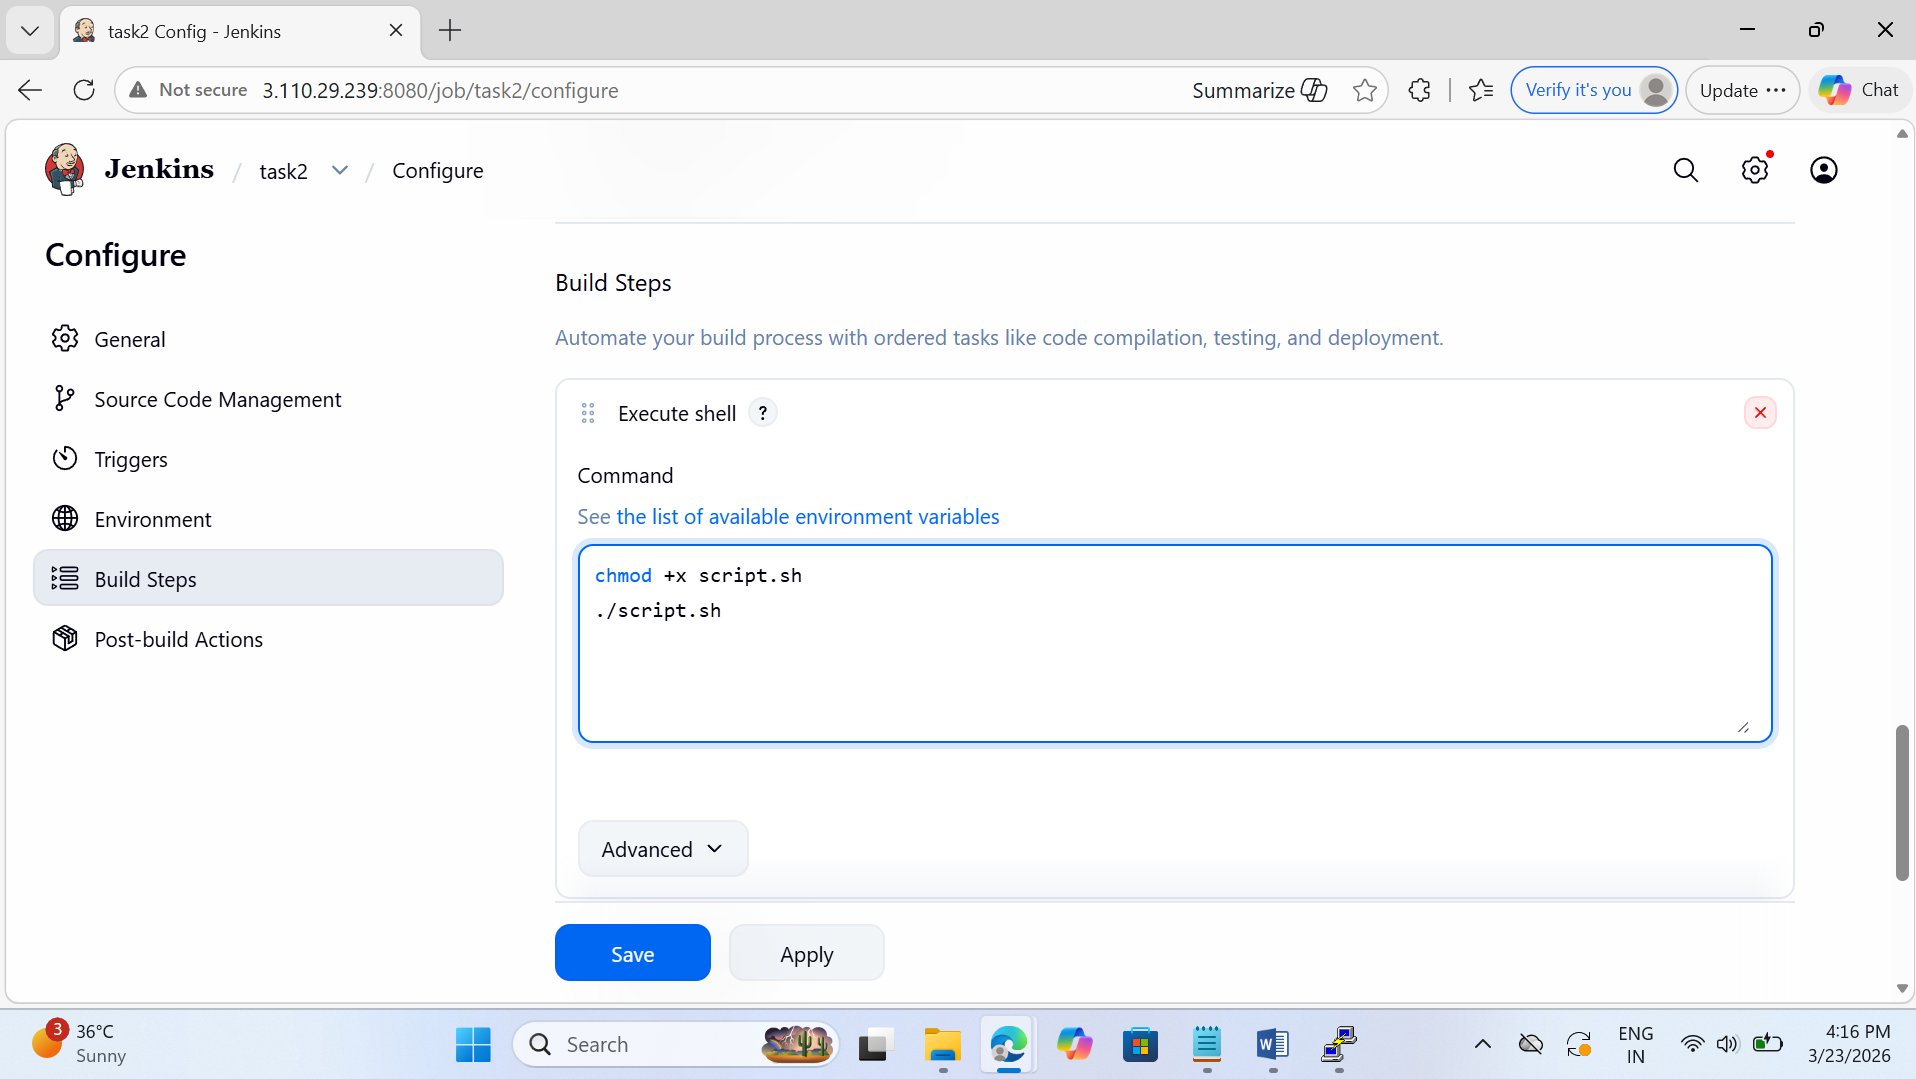 task2 Config - Jenkins
Not secure 3.110.29.239:8080/job/task2/configure Summarize Verify it's you Update Chat
Jenkins / task2 / Configure
Configure
General
Source Code Management
Triggers
Environment
Build Steps
Post-build Actions
Build Steps
Automate your build process with ordered tasks like code compilation, testing, and deployment.
Execute shell ?
Command
See the list of available environment variables
chmod +x script.sh
./script.sh
Advanced
Save Apply
3 36°C
Sunny
Search
W
ENG
IN
4:16 PM
3/23/2026